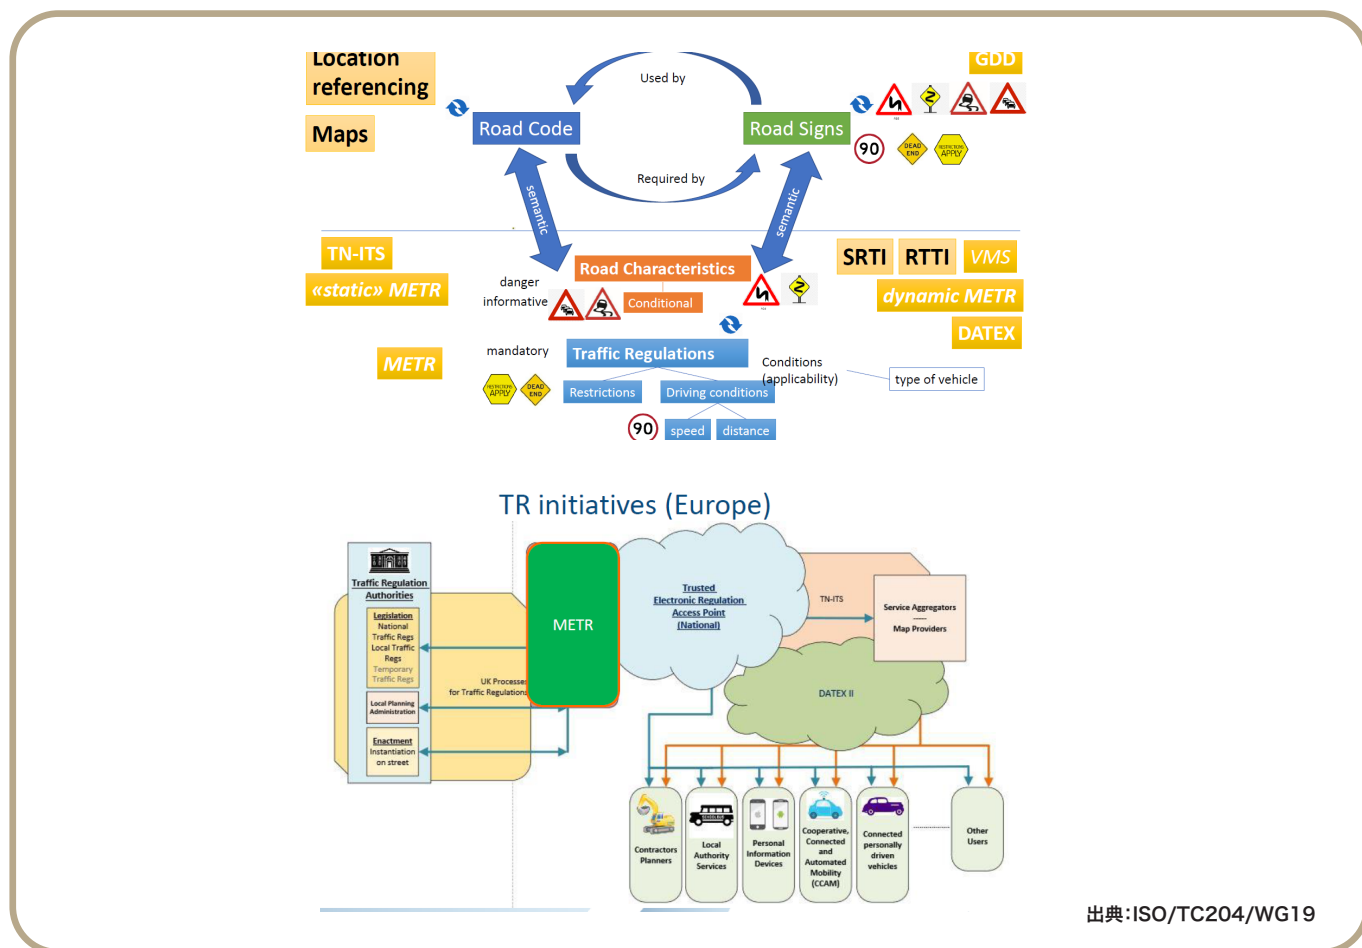 Location
referencing
Maps
Used by
Road Code
Road Signs
Required by
GDD
90
DEAD
END
RESTRICTIONS
APPLY
semantic
semantic
TN-ITS
«static» METR
METR
danger
informative
Road Characteristics
Conditional
SRTI
RTTI
VMS
dynamic METR
DATEX
mandatory
RESTRICTIONS
APPLY
DEAD
END
Traffic Regulations
Restrictions
Driving conditions
90
speed
distance
Conditions
(applicability)
type of vehicle
TR initiatives (Europe)
Traffic Regulation
Authorities
Legislation
National
Traffic Regs
Local Traffic
Regs
Temporary
Traffic Regs
Local Planning
Administration
Enactment
Instantiation
on street
UK Processes
for Traffic Regulations
METR
Trusted
Electronic Regulation
Access Point
(National)
TN-ITS
Service Aggregators
Map Providers
DATEX II
Contractors
Planners
SCHOOL BUS
Local
Authority
Services
Personal
Information
Devices
Cooperative,
Connected
and
Automated
Mobility
(CCAM)
Connected
personally
driven
vehicles
Other
Users
出典:ISO/TC204/WG19